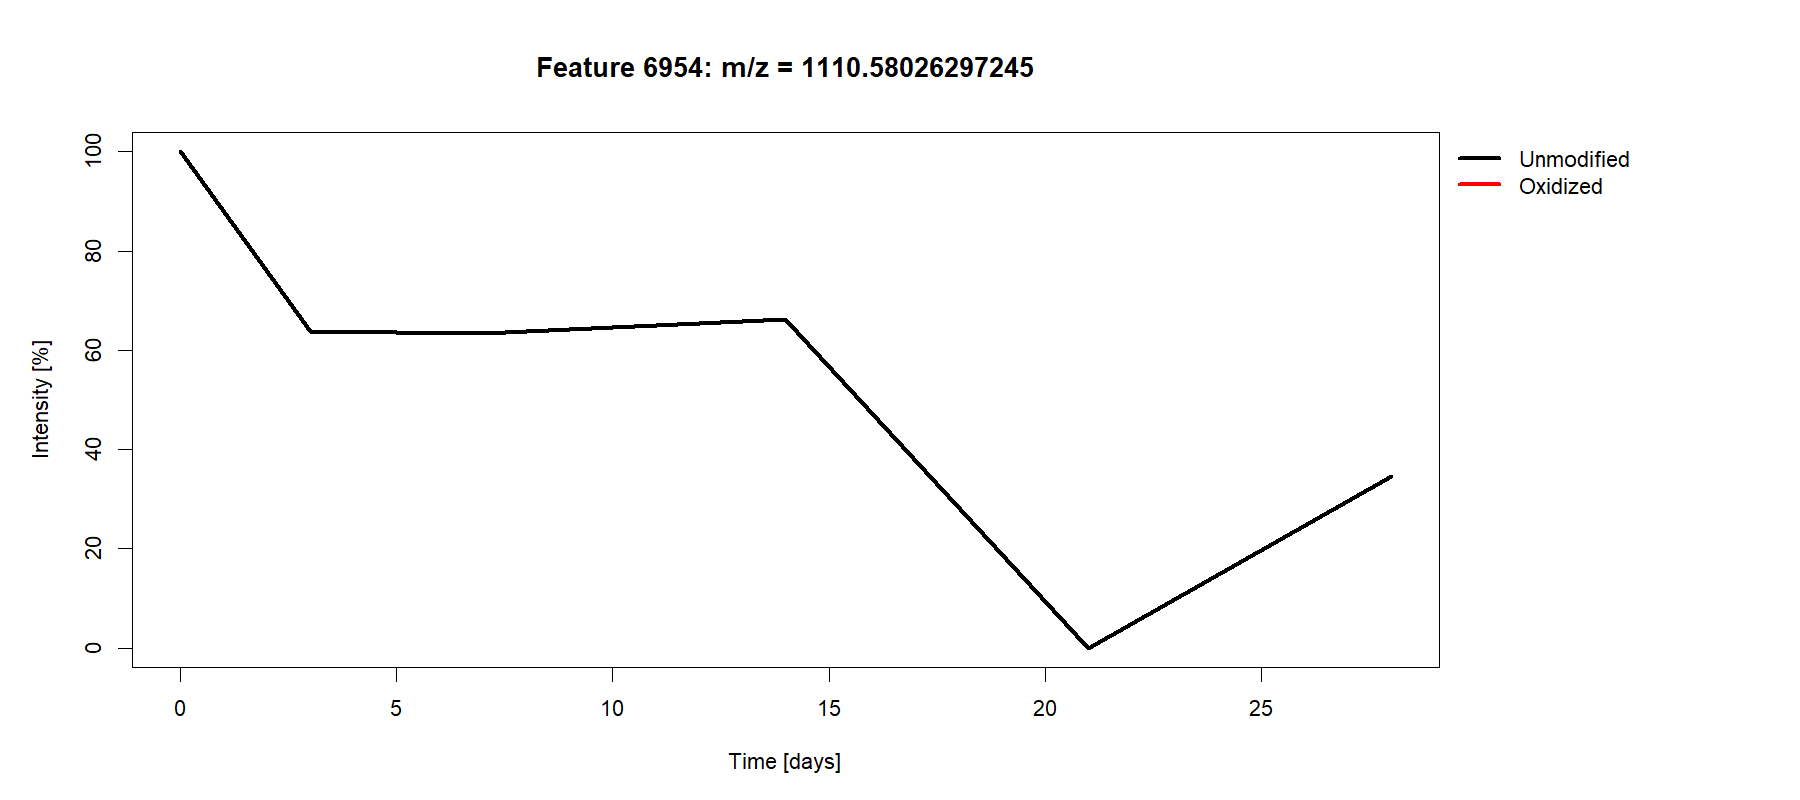 Feature 6954: m/z = 1110.58026297245
Unmodified
Oxidized
Intensity [%]
100
80
60
40
20
0
0 5 10 15 20 25
Time [days]